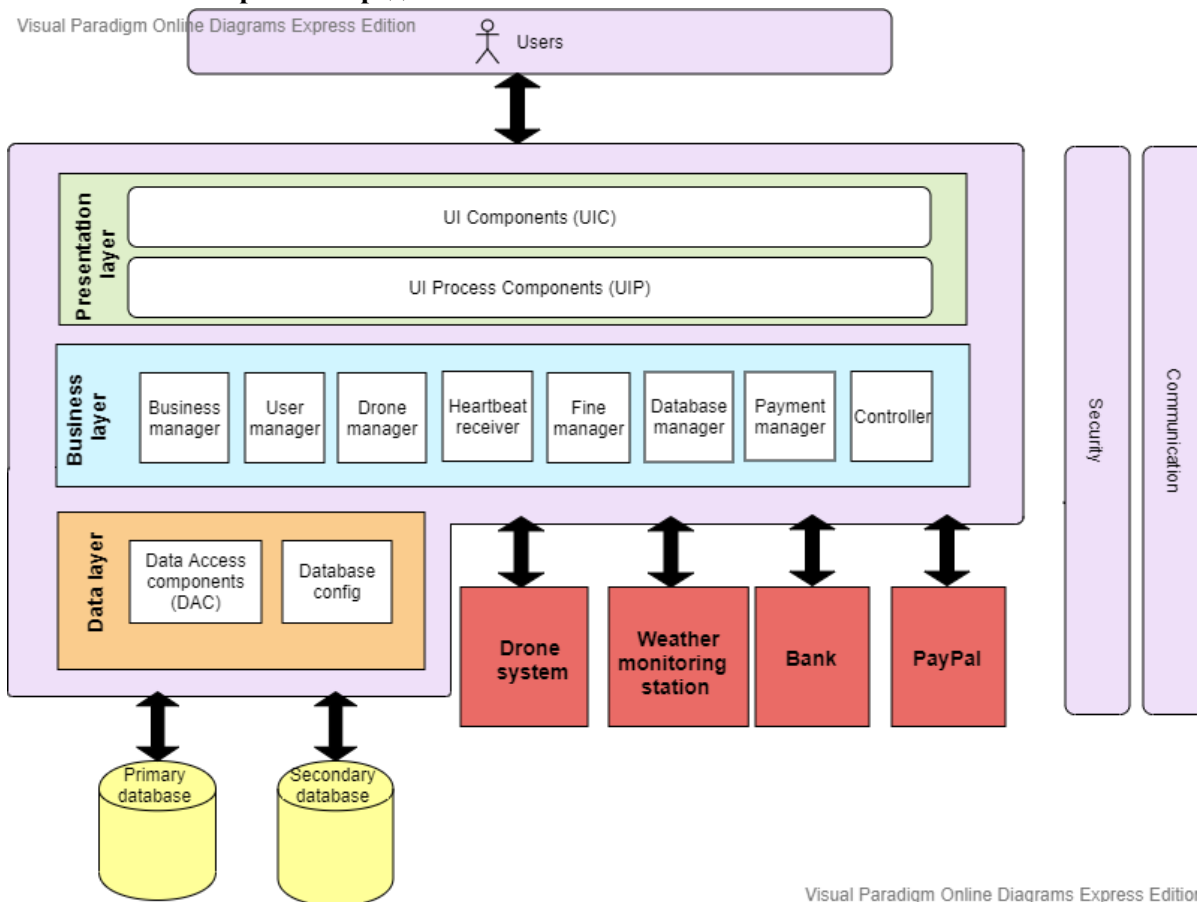 Visual Paradigm Online Diagrams Express Edition
Users
Presentation
layer
UI Components (UIC)
UI Process Components (UIP)
Business
layer
Business
manager
User
manager
Drone
manager
Heartbeat
receiver
Fine
manager
Database
manager
Payment
manager
Controller
Security
Communication
Data layer
Data Access
components
(DAC)
Database
config
Drone
system
Weather
monitoring
station
Bank
PayPal
Primary
database
Secondary
database
Visual Paradigm Online Diagrams Express Edition